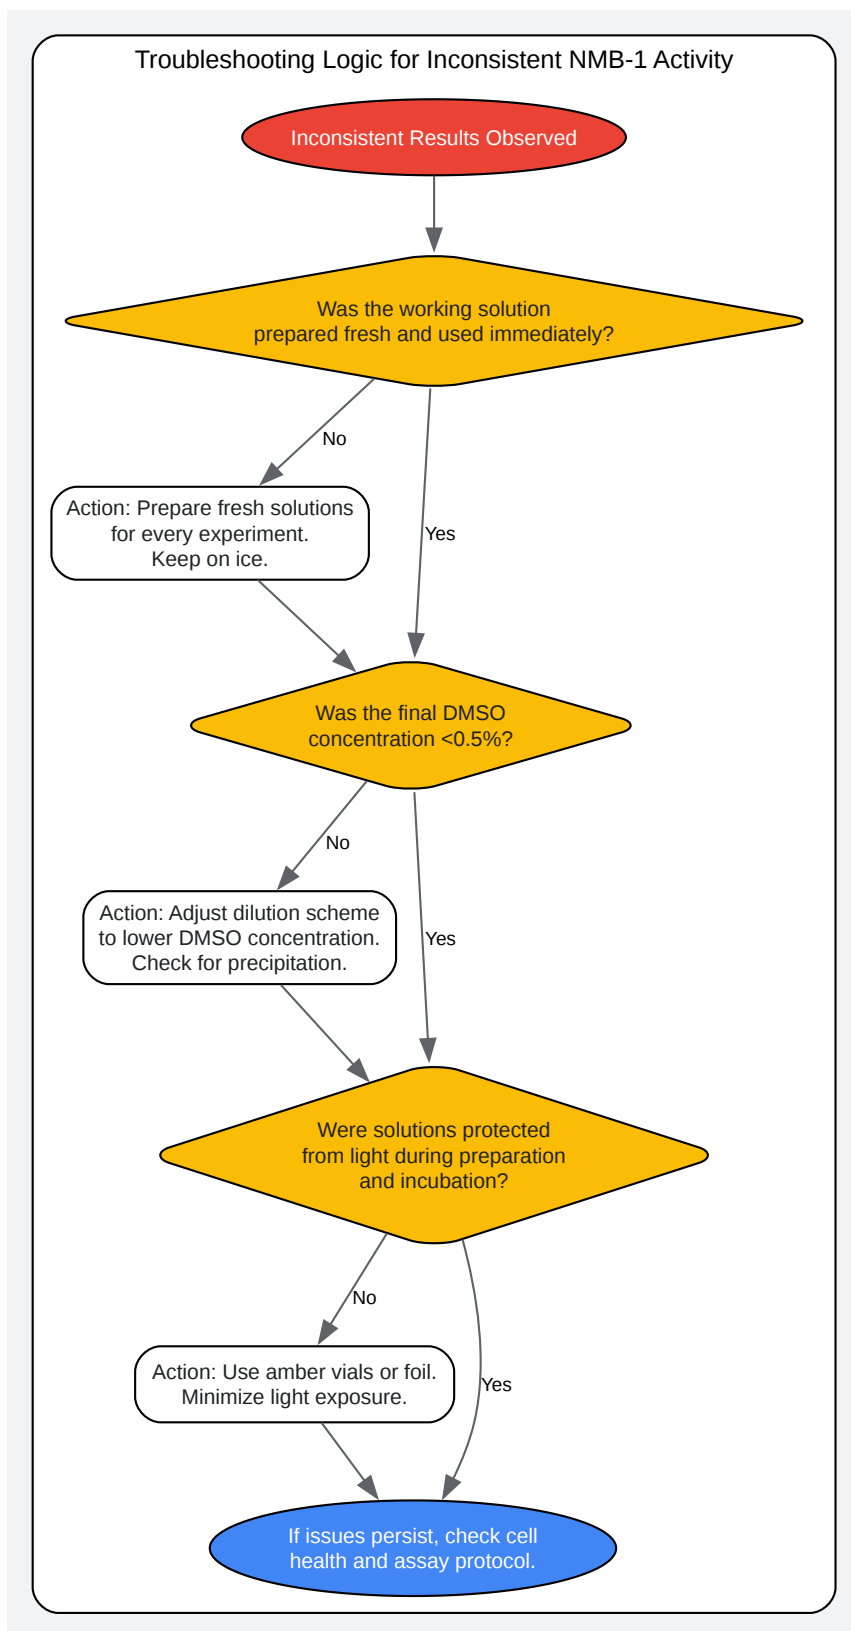 Troubleshooting Logic for Inconsistent NMB-1 Activity
Inconsistent Results Observed
Was the working solution
prepared fresh and used immediately?
No
Action: Prepare fresh solutions
for every experiment.
Keep on ice.
Yes
Was the final DMSO
concentration <0.5%?
No
Action: Adjust dilution scheme
to lower DMSO concentration.
Check for precipitation.
Yes
Were solutions protected
from light during preparation
and incubation?
No
Action: Use amber vials or foil.
Minimize light exposure.
Yes
If issues persist, check cell
health and assay protocol.